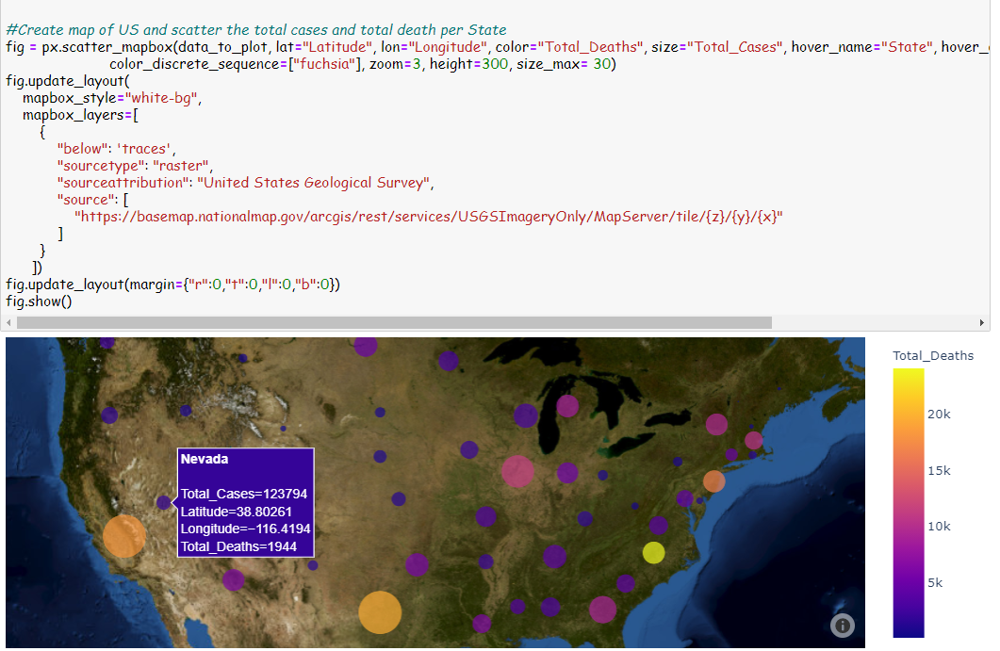 #Create map of US and scatter the total cases and total death per State
fig = px.scatter_mapbox(data_to_plot, lat="Latitude", lon="Longitude", color="Total_Deaths", size="Total_Cases", hover_name="State", hover_
color_discrete_sequence=["fuchsia"], zoom=3, height=300, size_max= 30)
fig.update_layout(
mapbox_style="white-bg",
mapbox_layers=[
{
"below": 'traces',
"sourcetype": "raster",
"sourceattribution": "United States Geological Survey",
"source": [
"https://basemap.nationalmap.gov/arcgis/rest/services/USGSImageryOnly/MapServer/tile/{z}/{y}/{x}"
]
}
])
fig.update_layout(margin={"r":0,"t":0,"l":0,"b":0})
fig.show()
Total_Deaths
20k
15k
10k
5k
Nevada
Total_Cases=123794
Latitude=38.80261
Longitude=−116.4194
Total_Deaths=1944